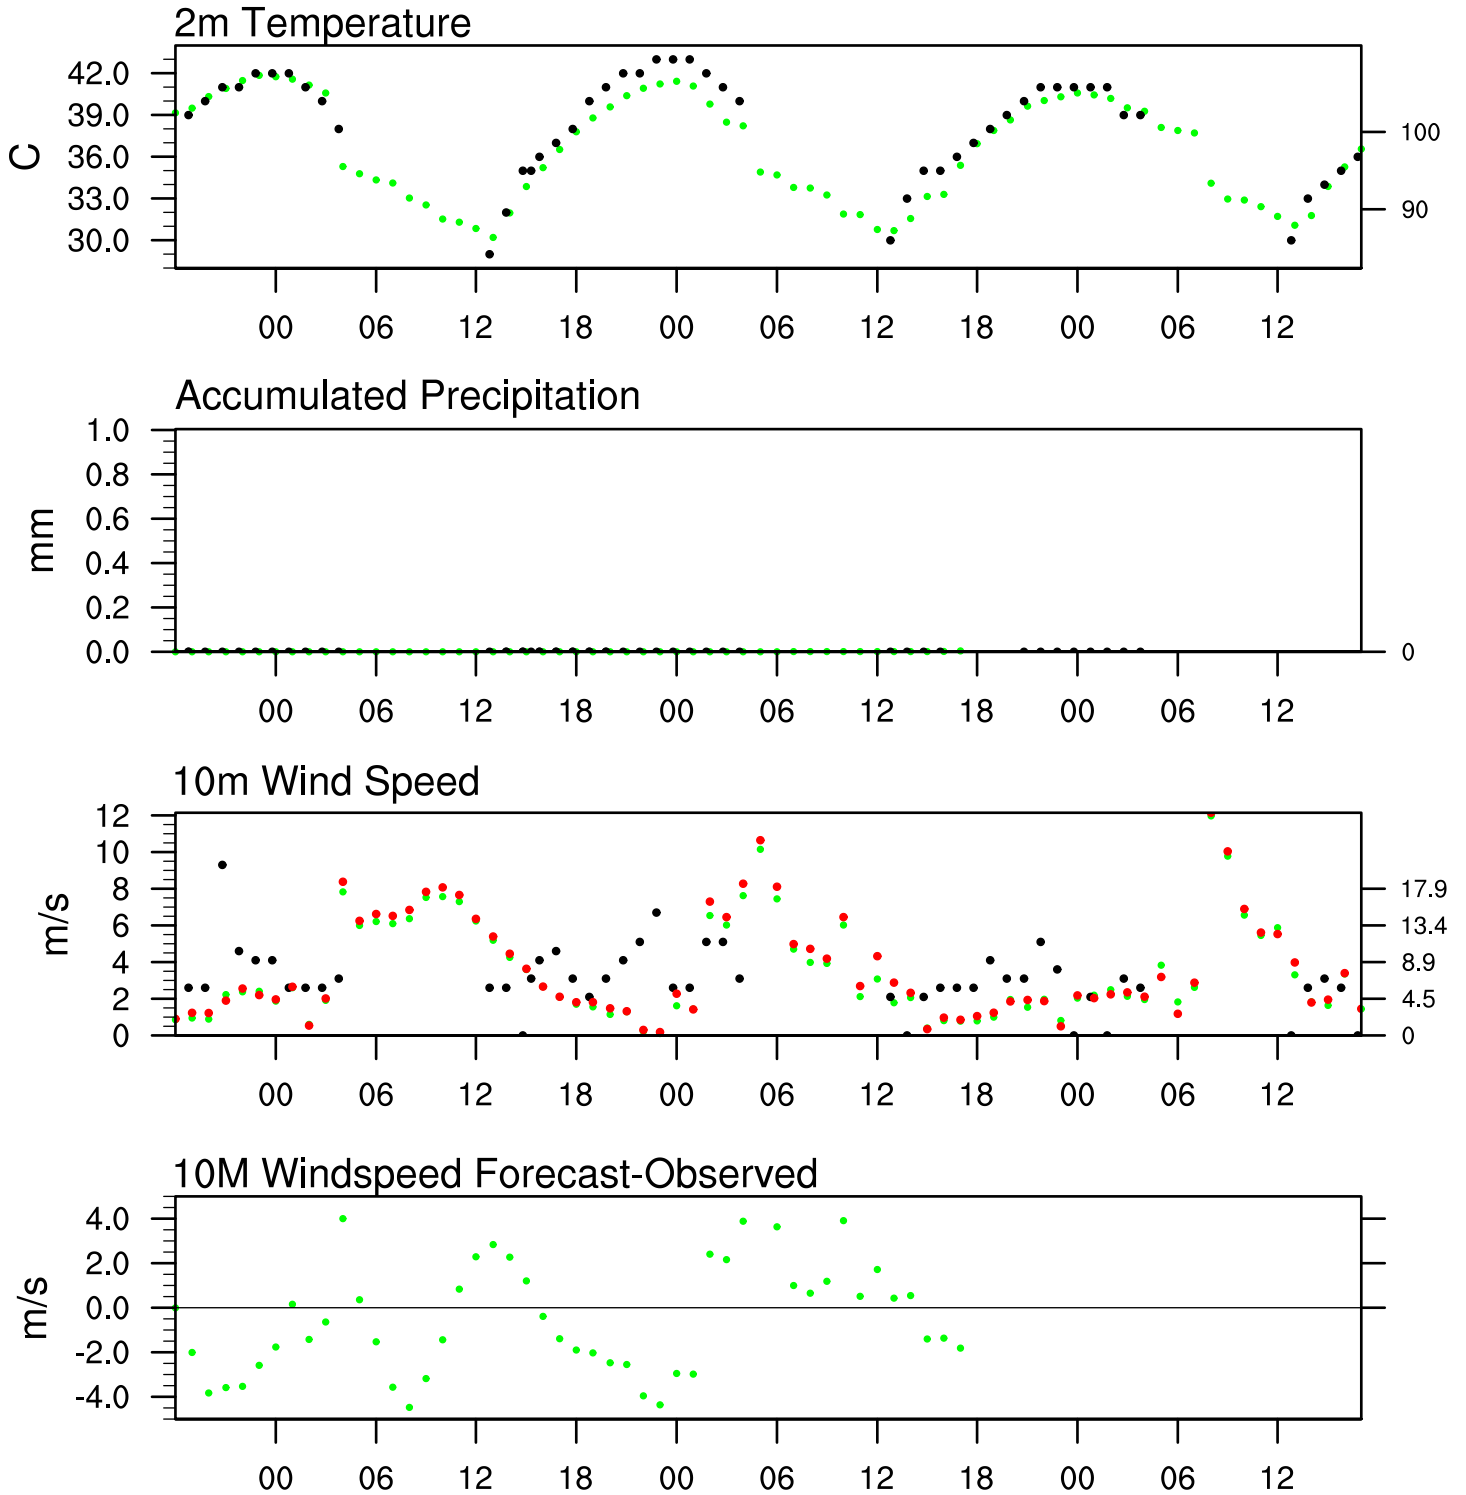 2m Temperature
42.0
39.0
36.0
33.0
30.0
C
100
90
00 06 12 18 00 06 12 18 00 06 12
Accumulated Precipitation
1.0
0.8
0.6
0.4
0.2
0.0
mm
0
00 06 12 18 00 06 12 18 00 06 12
10m Wind Speed
12
10
8
6
4
2
0
m/s
17.9
13.4
8.9
4.5
0
00 06 12 18 00 06 12 18 00 06 12
10M Windspeed Forecast-Observed
4.0
2.0
0.0
-2.0
-4.0
m/s
00 06 12 18 00 06 12 18 00 06 12